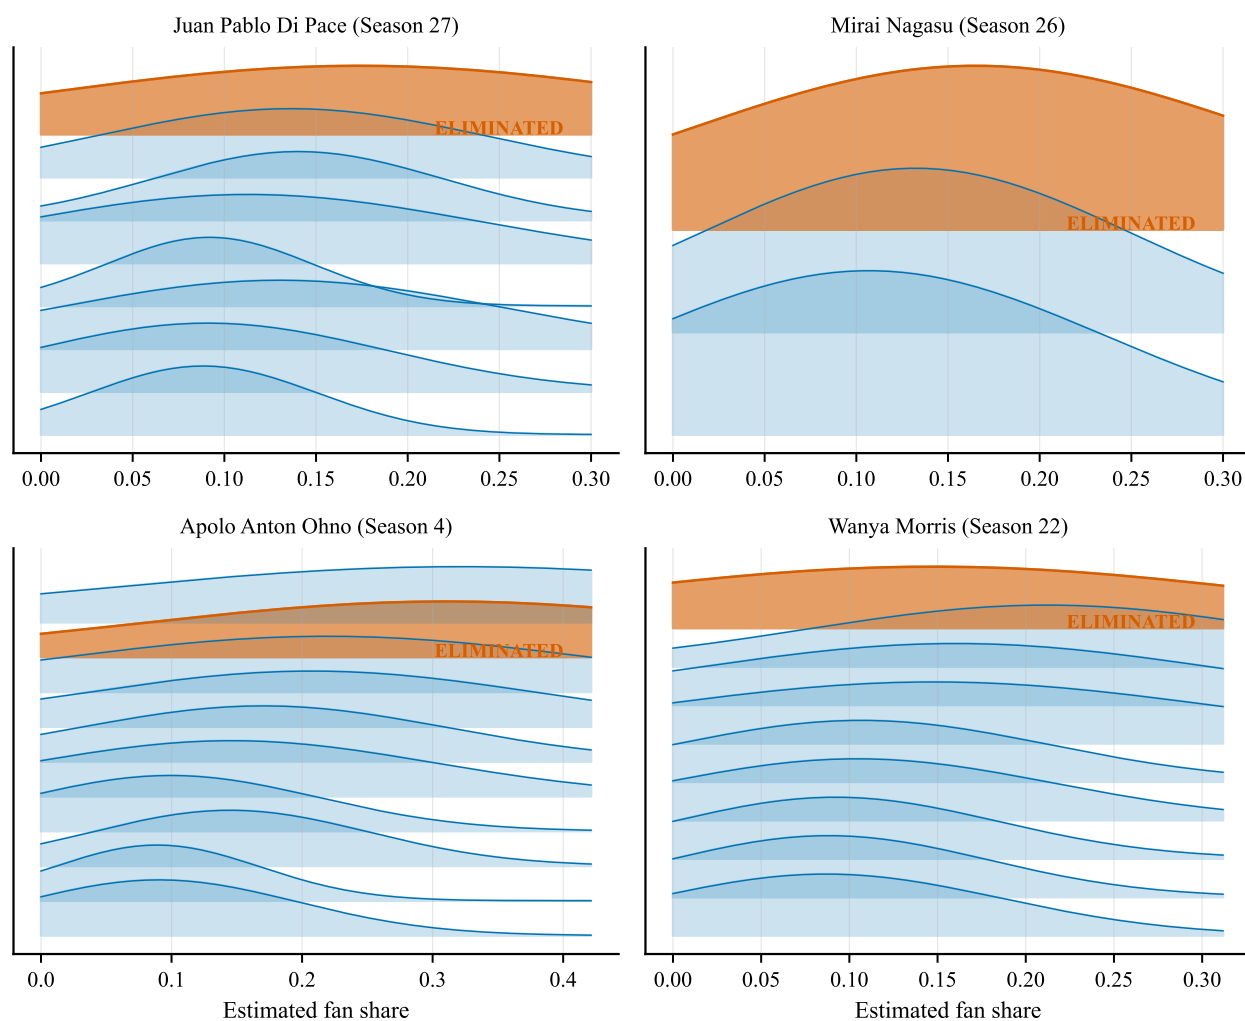 Juan Pablo Di Pace (Season 27)
ELIMINATED
0.00 0.05 0.10 0.15 0.20 0.25 0.30
Mirai Nagasu (Season 26)
ELIMINATED
0.00 0.05 0.10 0.15 0.20 0.25 0.30
Apolo Anton Ohno (Season 4)
ELIMINATED
0.0 0.1 0.2 0.3 0.4
Estimated fan share
Wanya Morris (Season 22)
ELIMINATED
0.00 0.05 0.10 0.15 0.20 0.25 0.30
Estimated fan share